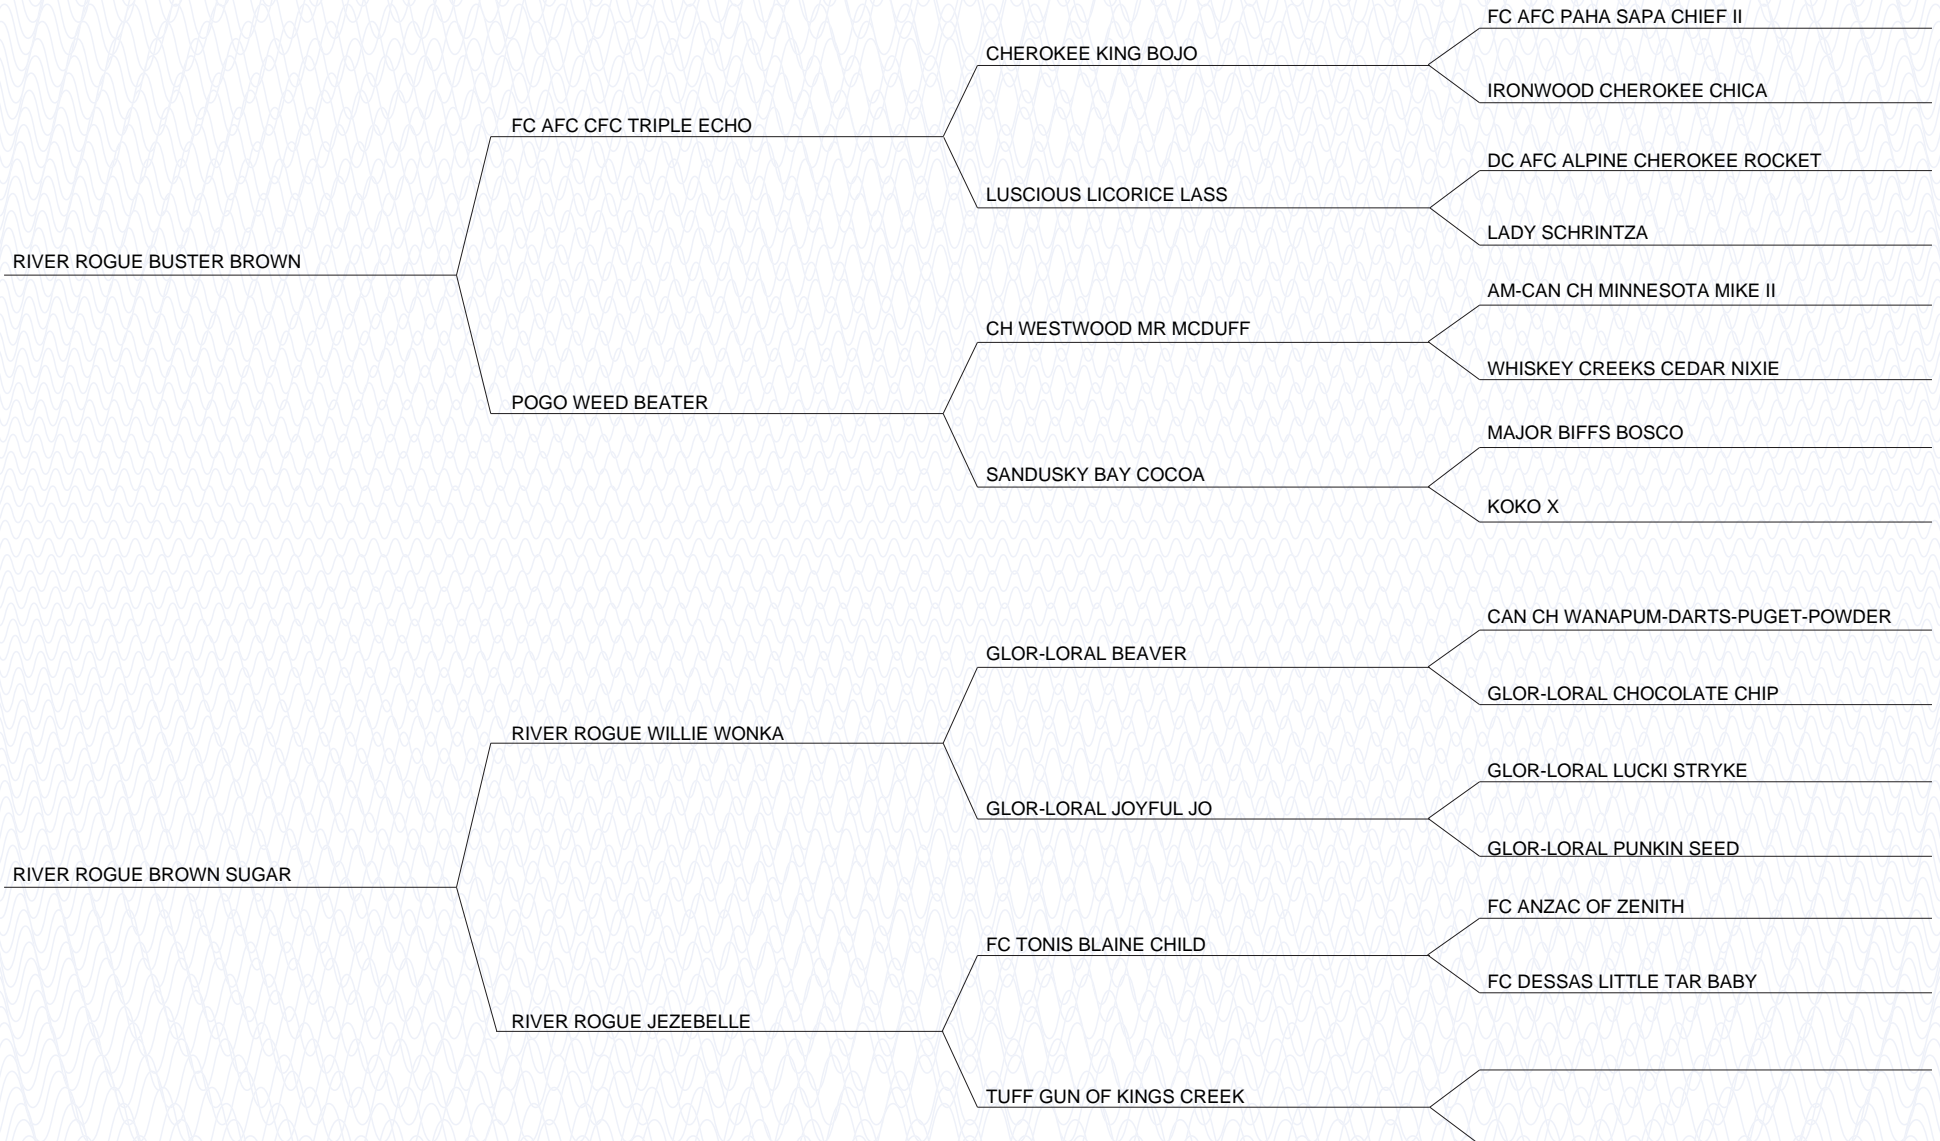 FC AFC PAHA SAPA CHIEF II
CHEROKEE KING BOJO
IRONWOOD CHEROKEE CHICA
FC AFC CFC TRIPLE ECHO
DC AFC ALPINE CHEROKEE ROCKET
LUSCIOUS LICORICE LASS
LADY SCHRINTZA
RIVER ROGUE BUSTER BROWN
AM-CAN CH MINNESOTA MIKE II
CH WESTWOOD MR MCDUFF
WHISKEY CREEKS CEDAR NIXIE
POGO WEED BEATER
MAJOR BIFFS BOSCO
SANDUSKY BAY COCOA
KOKO X
CAN CH WANAPUM-DARTS-PUGET-POWDER
GLOR-LORAL BEAVER
GLOR-LORAL CHOCOLATE CHIP
RIVER ROGUE WILLIE WONKA
GLOR-LORAL LUCKI STRYKE
GLOR-LORAL JOYFUL JO
GLOR-LORAL PUNKIN SEED
RIVER ROGUE BROWN SUGAR
FC ANZAC OF ZENITH
FC TONIS BLAINE CHILD
FC DESSAS LITTLE TAR BABY
RIVER ROGUE JEZEBELLE
TUFF GUN OF KINGS CREEK